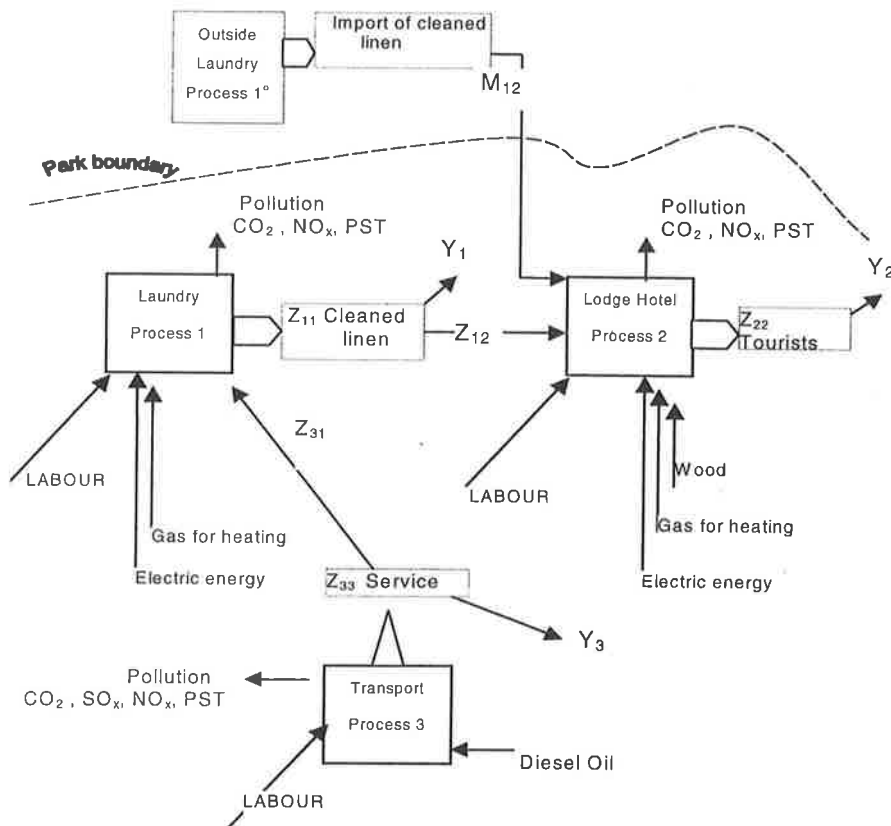 Outside
Laundry
Process 1°
Import of cleaned
linen
M₁₂
Park boundary
Pollution
CO₂ , NOₓ, PST
Pollution
CO₂ , NOₓ, PST
Y₁
Y₂
Laundry
Process 1
Z₁₁ Cleaned
linen
Z₁₂
Lodge Hotel
Process 2
Z₂₂
Tourists
Z₃₁
LABOUR
Gas for heating
Electric energy
LABOUR
Wood
Gas for heating
Electric energy
Z₃₃ Service
Y₃
Pollution
CO₂ , SOₓ, NOₓ, PST
Transport
Process 3
Diesel Oil
LABOUR